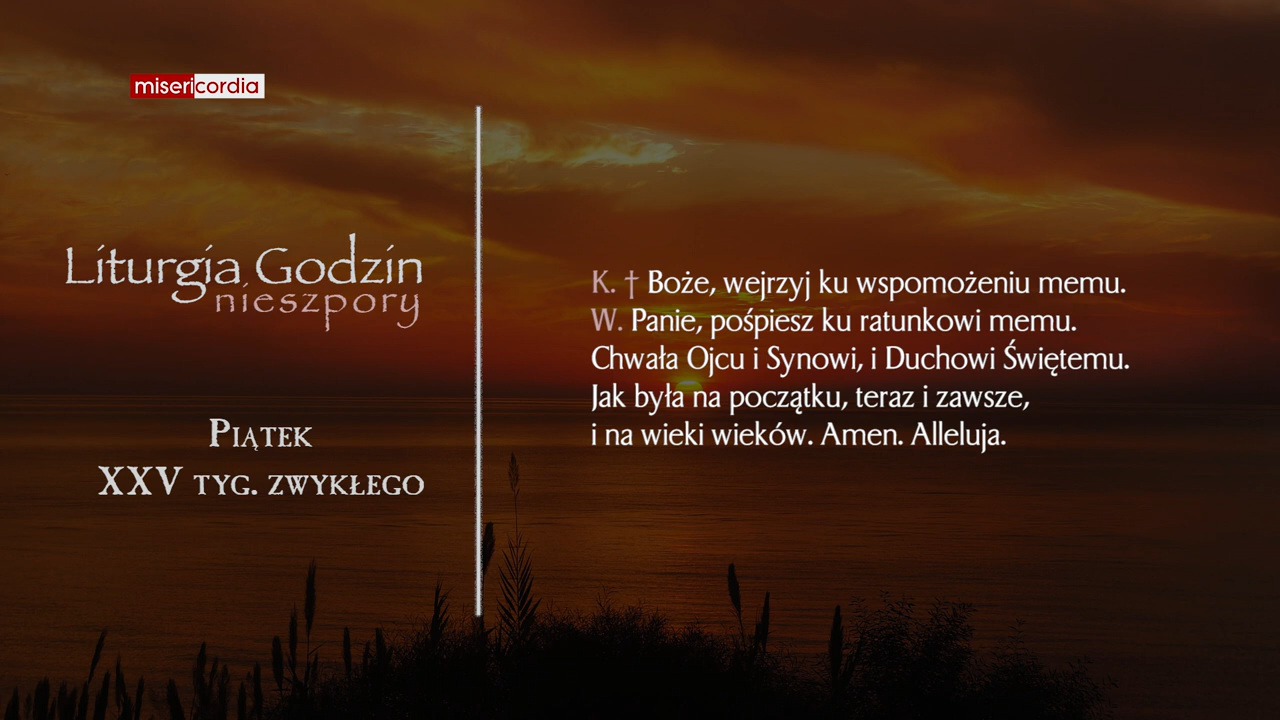 misericordia
Liturgia Godzin
nieszpory
Piątek
XXV tyg. zwykłego
K. † Boże, wejrzyj ku wspomożeniu memu.
W. Panie, pośpiesz ku ratunkowi memu.
Chwała Ojcu i Synowi, i Duchowi Świętemu.
Jak była na początku, teraz i zawsze,
i na wieki wieków. Amen. Alleluja.